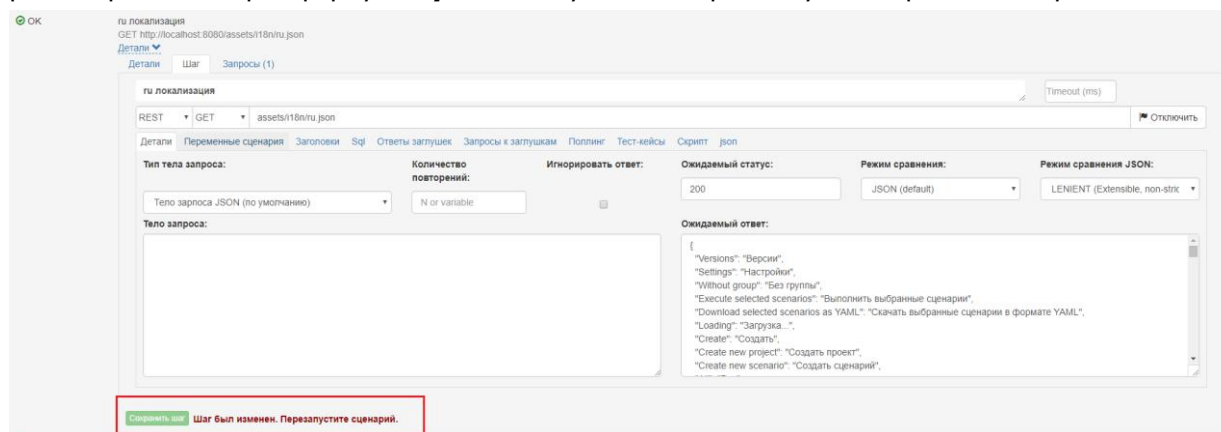 OK
ru локализация
GET http://localhost:8080/assets/i18n/ru.json
Детали
Детали Шаг Запросы (1)
ru локализация Timeout (ms)
REST GET assets/i18n/ru.json Отключить
Детали Переменные сценария Заголовки Sql Ответы заглушек Запросы к заглушкам Поллинг Тест-кейсы Скрипт json
Тип тела запроса: Количество повторений: Игнорировать ответ: Ожидаемый статус: Режим сравнения: Режим сравнения JSON:
Тело зарпоса JSON (по умолчанию) N or variable 200 JSON (default) LENIENT (Extensible, non-stric
Тело запроса: Ожидаемый ответ:
{
"Versions": "Версии",
"Settings": "Настройки",
"Without group": "Без группы",
"Execute selected scenarios": "Выполнить выбранные сценарии",
"Download selected scenarios as YAML": "Скачать выбранные сценарии в формате YAML",
"Loading": "Загрузка...",
"Create": "Создать",
"Create new project": "Создать проект",
"Create new scenario": "Создать сценарий",
Сохранить шаг Шаг был изменен. Перезапустите сценарий.